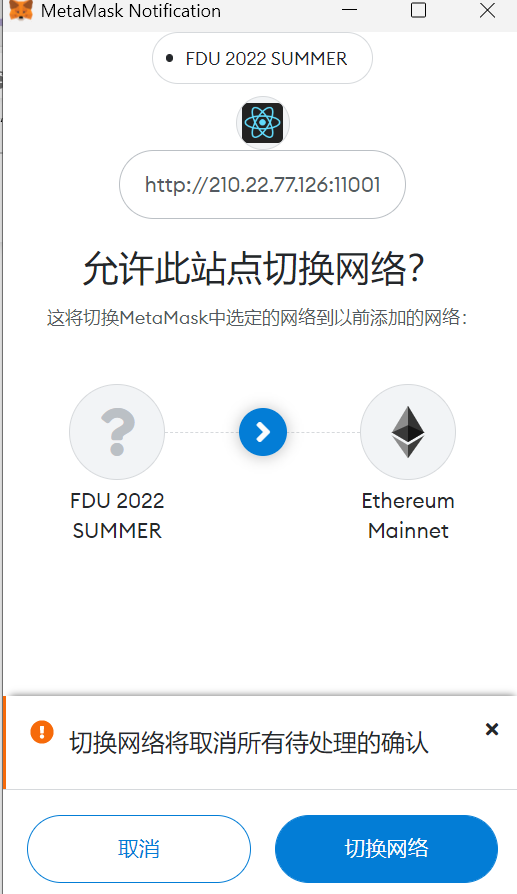 MetaMask Notification
FDU 2022 SUMMER
http://210.22.77.126:11001
允许此站点切换网络？
这将切换MetaMask中选定的网络到以前添加的网络：
?
FDU 2022
SUMMER
Ethereum
Mainnet
切换网络将取消所有待处理的确认
取消
切换网络